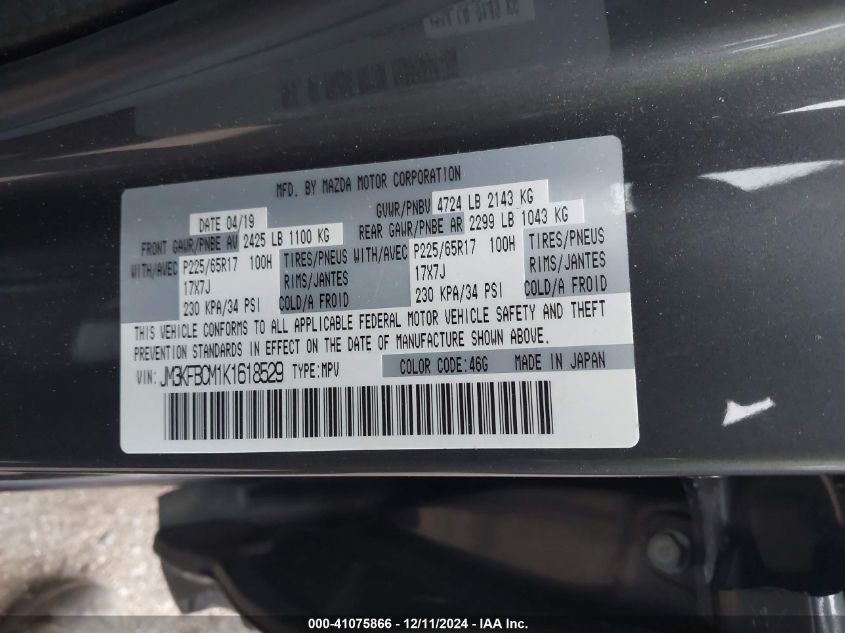 MFD. BY MAZDA MOTOR CORPORATION
DATE 04/19 GVWR/PNBV 4724 LB 2143 KG
FRONT GAWR/PNBE AV 2425 LB 1100 KG REAR GAWR/PNBE AR 2299 LB 1043 KG
WITH/AVEC P225/65R17 100H TIRES/PNEUS WITH/AVEC P225/65R17 100H TIRES/PNEUS
17X7J RIMS/JANTES 17X7J RIMS/JANTES
230 KPA/34 PSI COLD/A FROID 230 KPA/34 PSI COLD/A FROID
THIS VEHICLE CONFORMS TO ALL APPLICABLE FEDERAL MOTOR VEHICLE SAFETY AND THEFT
PREVENTION STANDARDS IN EFFECT ON THE DATE OF MANUFACTURE SHOWN ABOVE.
VIN: JM3KFBCM1K1618529 TYPE:MPV COLOR CODE:46G MADE IN JAPAN
000-41075866 - 12/11/2024 - IAA Inc.